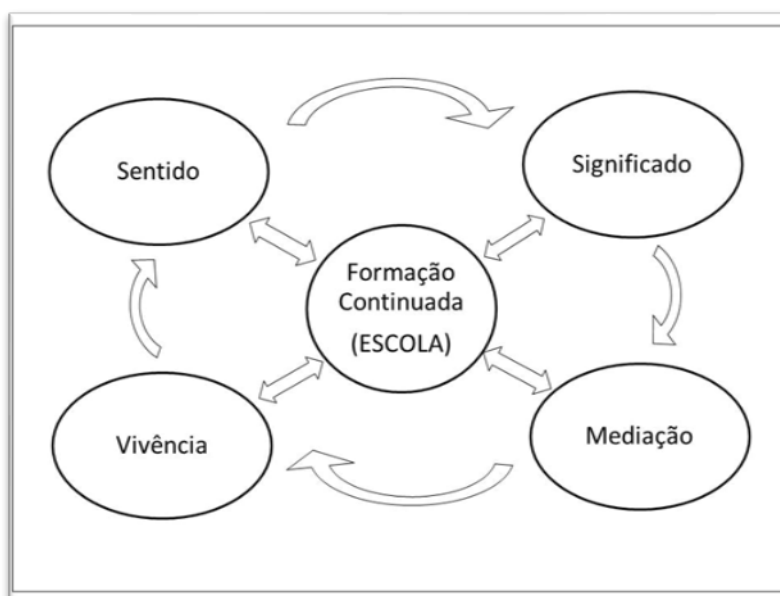 Sentido
Significado
Formação
Continuada
(ESCOLA)
Vivência
Mediação